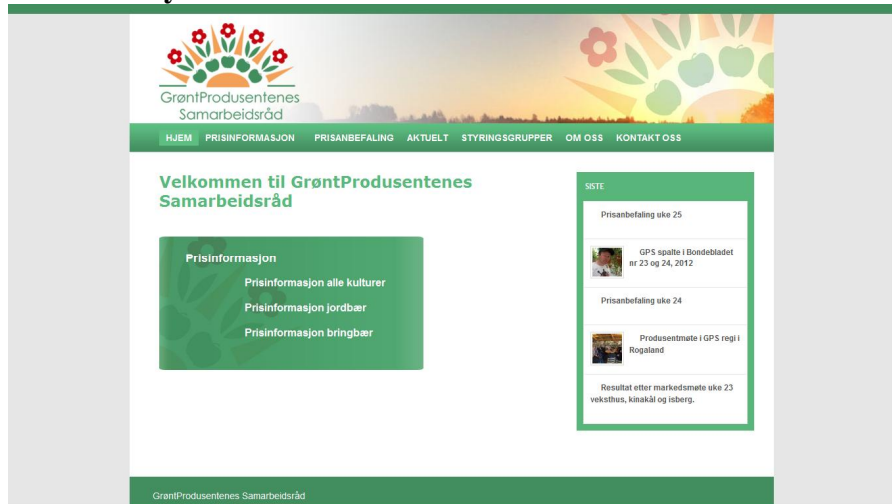 GrøntProdusentenes
Samarbeidsråd
HJEM PRISINFORMASJON PRISANBEFALING AKTUELT STYRINGSGRUPPER OM OSS KONTAKT OSS
Velkommen til GrøntProdusentenes
Samarbeidsråd
Prisinformasjon
Prisinformasjon alle kulturer
Prisinformasjon jordbær
Prisinformasjon bringbær
SISTE
Prisanbefaling uke 25
GPS spalte i Bondebladet
nr 23 og 24, 2012
Prisanbefaling uke 24
Produsentmøte i GPS regi i
Rogaland
Resultat etter markedsmøte uke 23
veksthus, kinakål og isberg.
GrøntProdusentenes Samarbeidsråd